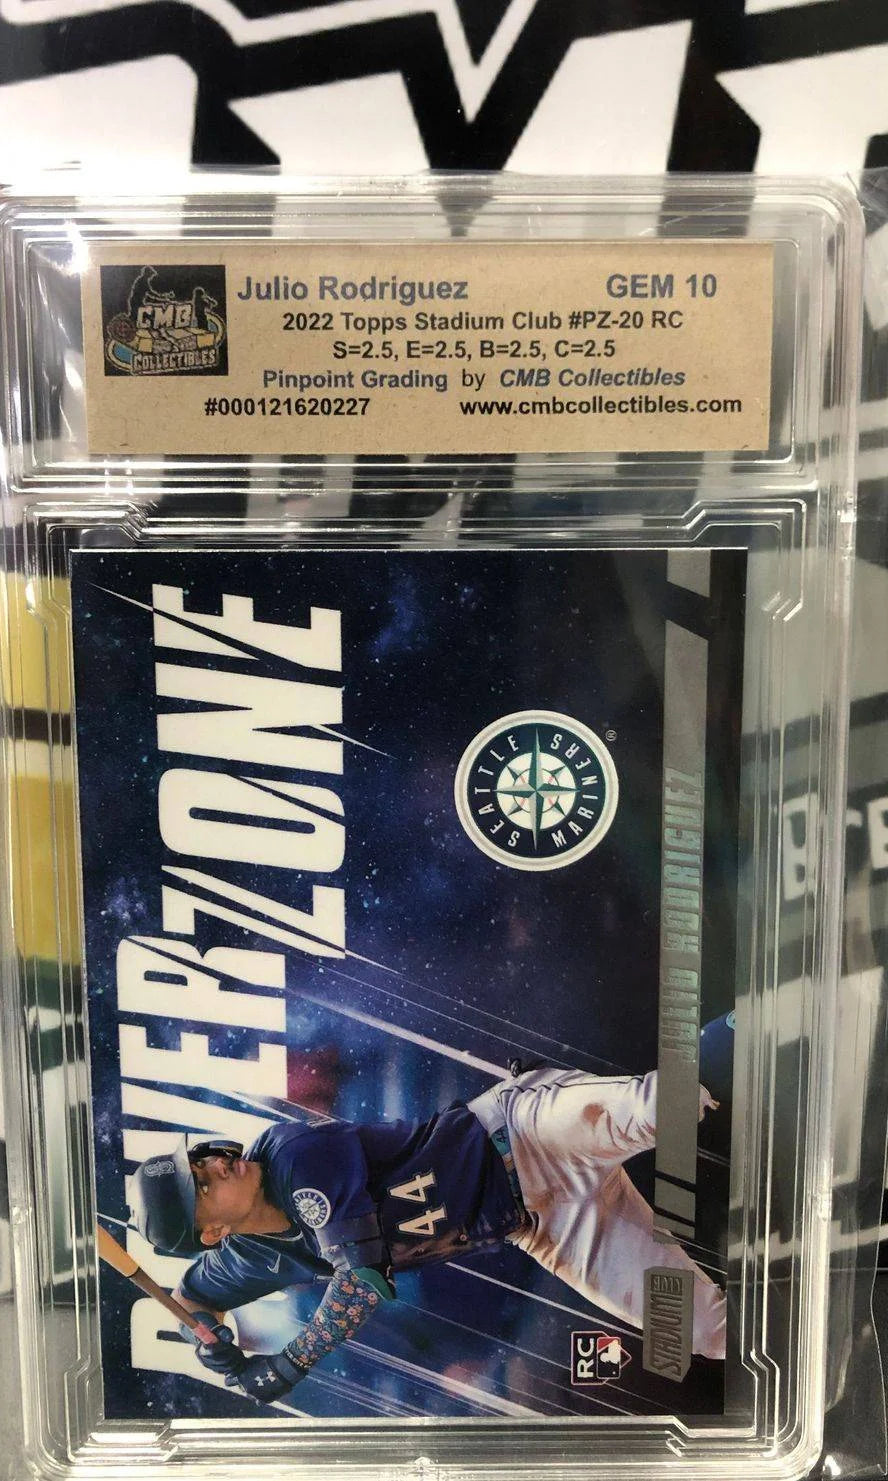 CMB
COLLECTIBLES
Julio Rodriguez GEM 10
2022 Topps Stadium Club #PZ-20 RC
S=2.5, E=2.5, B=2.5, C=2.5
Pinpoint Grading by CMB Collectibles
#000121620227 www.cmbcollectibles.com
POWER ZONE
SEATTLE MARINERS
®
JULIO RODRIGUEZ
44
RC
STADIUM
CLUB